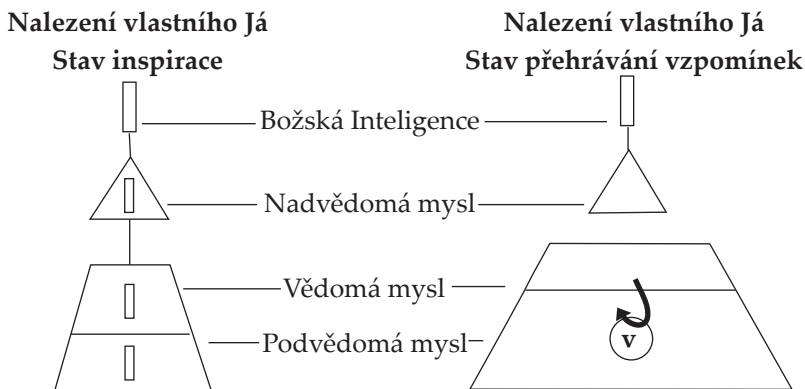 Nalezení vlastního Já
Stav inspirace
Nalezení vlastního Já
Stav přehrávání vzpomínek
Božská Inteligence
Nadvědomá mysl
Vědomá mysl
Podvědomá mysl
v